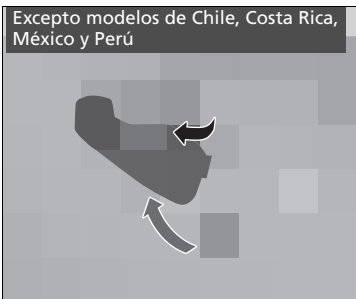 Excepto modelos de Chile, Costa Rica,
México y Perú